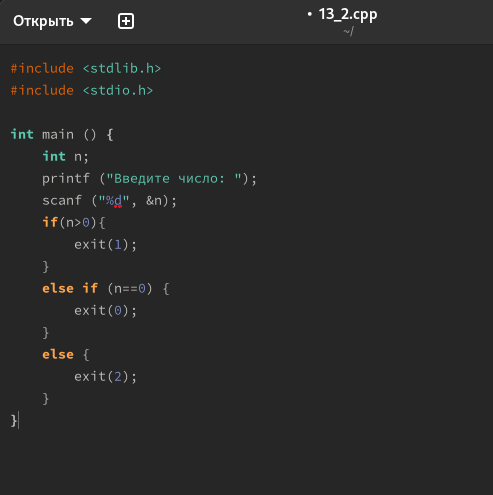 Открыть
• 13_2.cpp
~/
#include <stdlib.h>
#include <stdio.h>
int main () {
    int n;
    printf ("Введите число: ");
    scanf ("%d", &n);
    if(n>0){
        exit(1);
    }
    else if (n==0) {
        exit(0);
    }
    else {
        exit(2);
    }
}